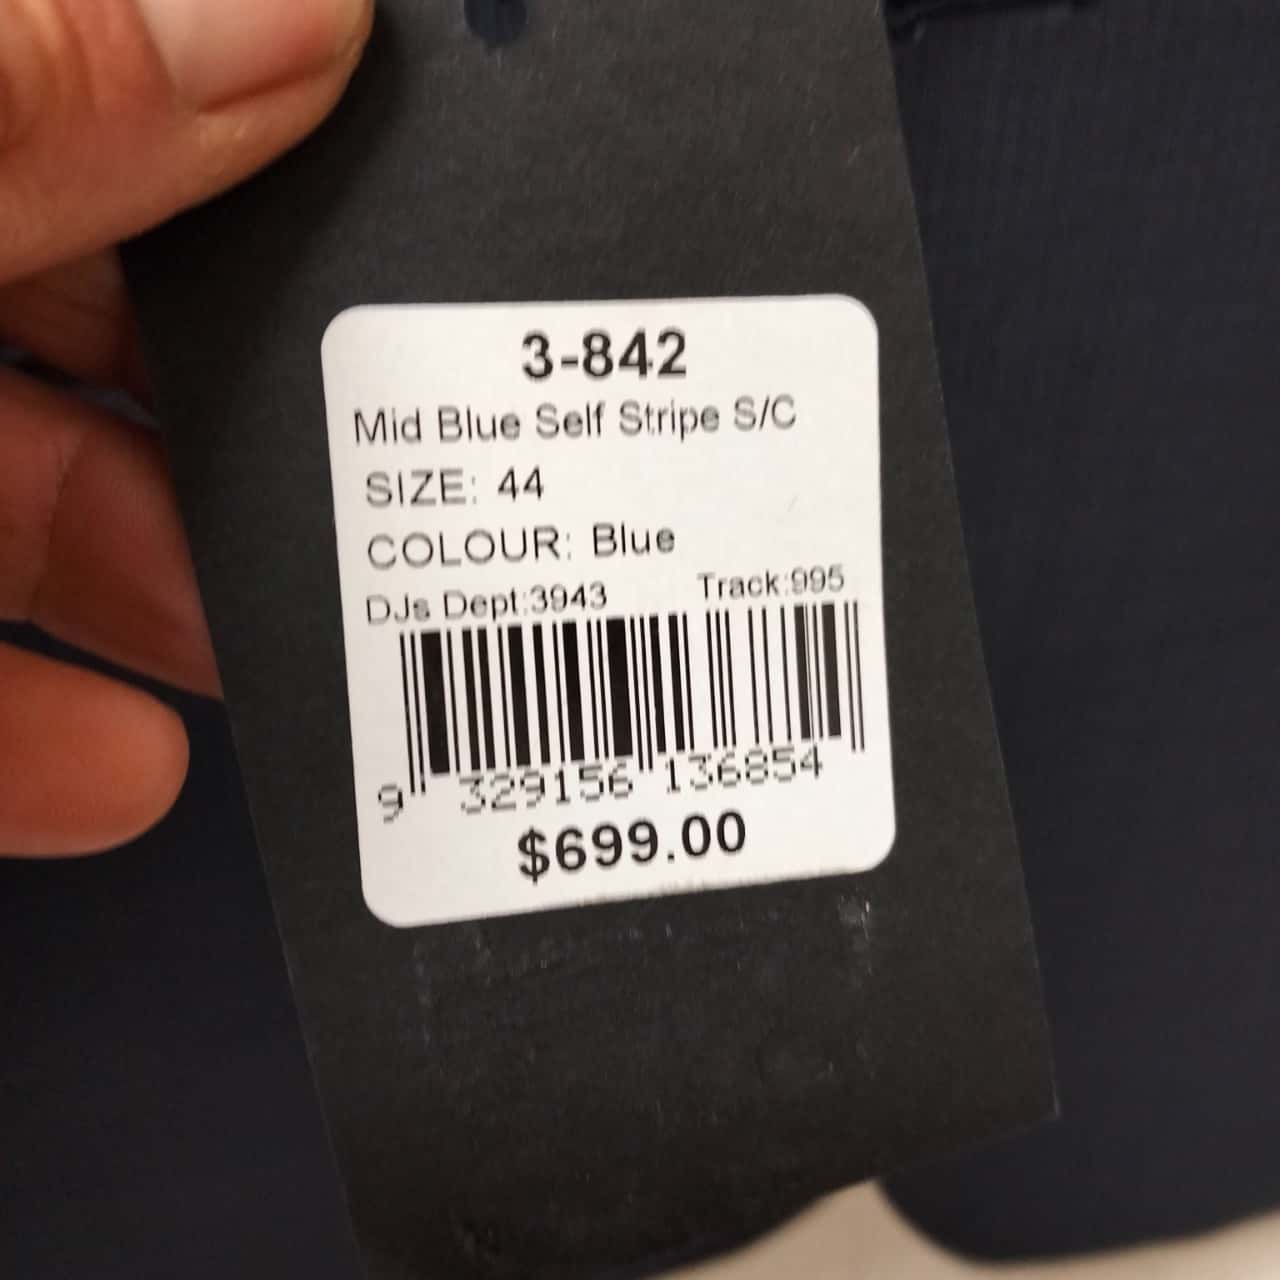 3-842
Mid Blue Self Stripe S/C
SIZE: 44
COLOUR: Blue
DJs Dept:3943 Track:995
9 329156 136854
$699.00